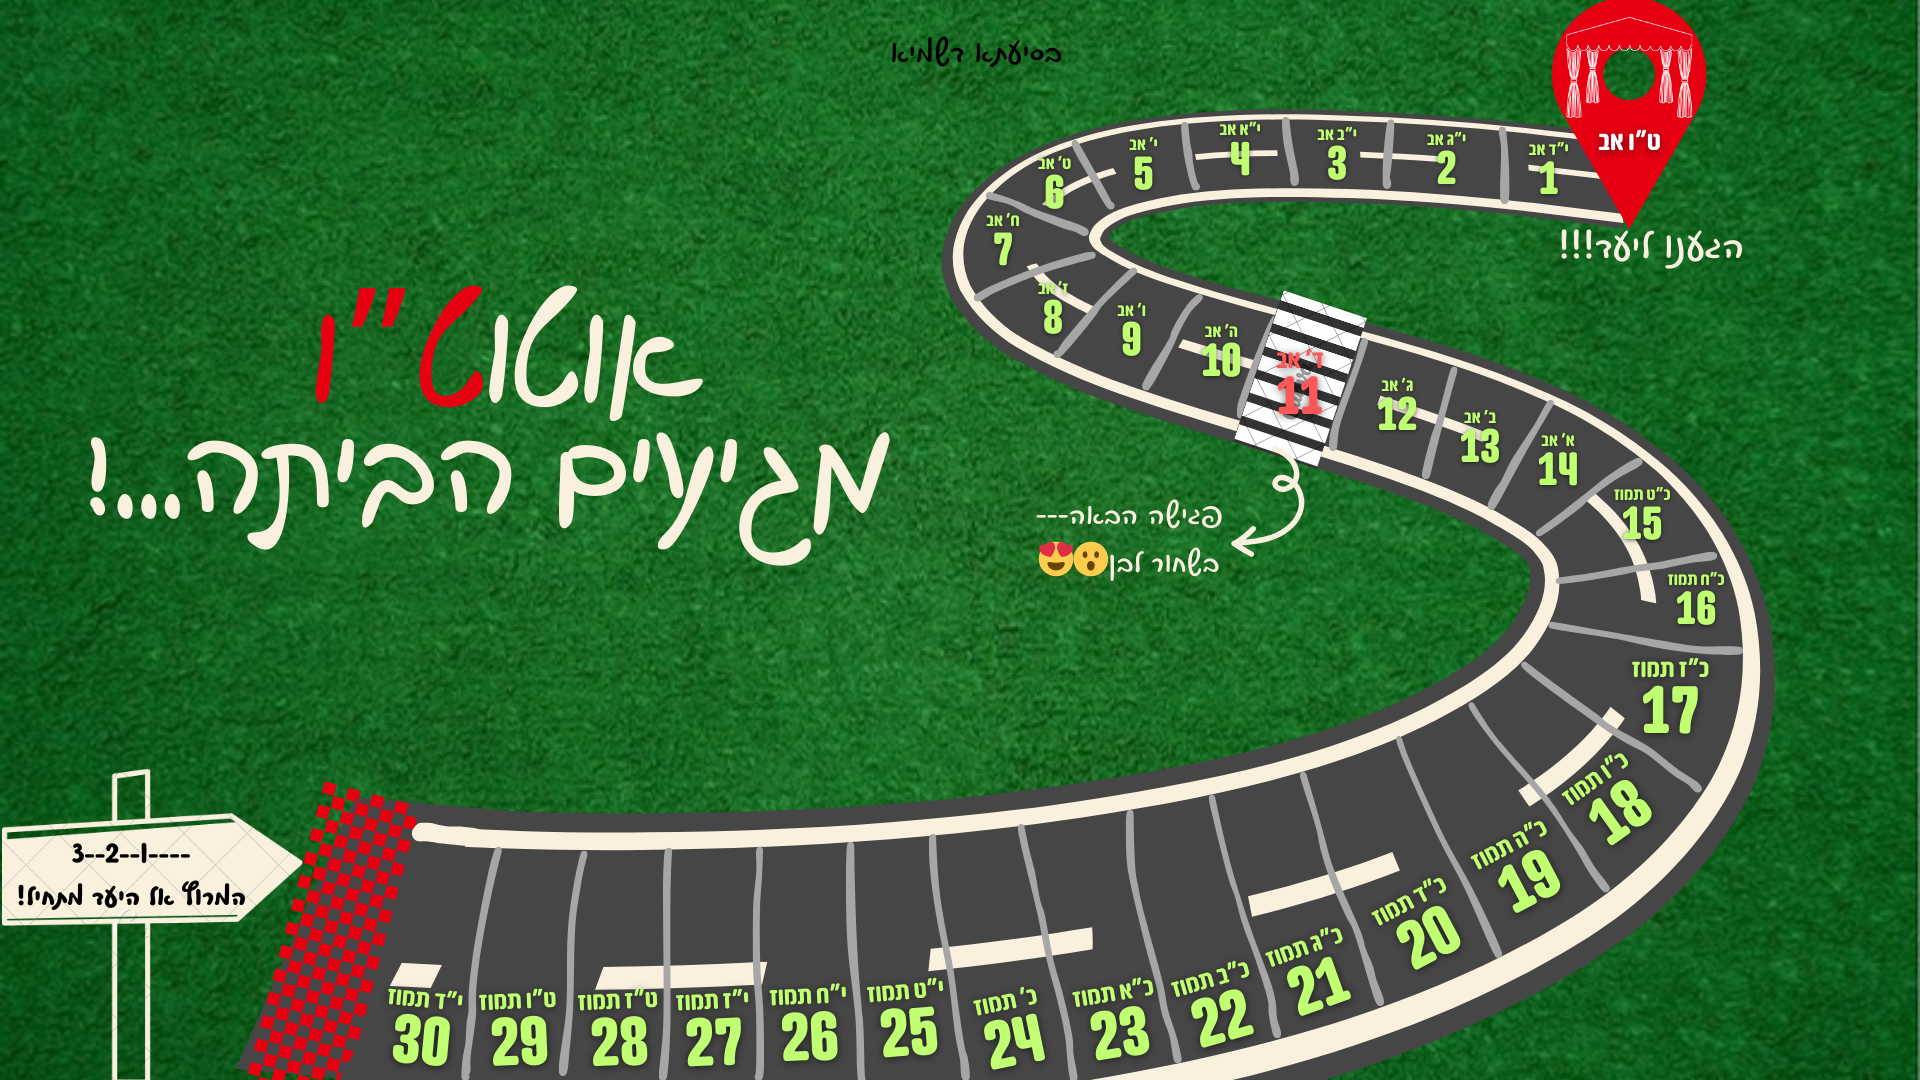 בסיעתא דשמיא
ט"ו אב
הגענו ליעד!!!
אוטוט"ו
מגיעים הביתה...!
י"ד אב
1
י"ג אב
2
י"ב אב
3
י"א אב
4
י' אב
5
ט' אב
6
ח' אב
7
ז' אב
8
ו' אב
9
ה' אב
10
ד' אב
11
ג' אב
12
ב' אב
13
א' אב
14
כ"ט תמוז
15
כ"ח תמוז
16
כ"ז תמוז
17
כ"ו תמוז
18
כ"ה תמוז
19
כ"ד תמוז
20
כ"ג תמוז
21
כ"ב תמוז
22
כ"א תמוז
23
כ' תמוז
24
י"ט תמוז
25
י"ח תמוז
26
י"ז תמוז
27
ט"ז תמוז
28
ט"ו תמוז
29
י"ד תמוז
30
פגישה הבאה---
בשחור לבן😮😍
3--2--1----
המרוץ אל היעד מתחיל!